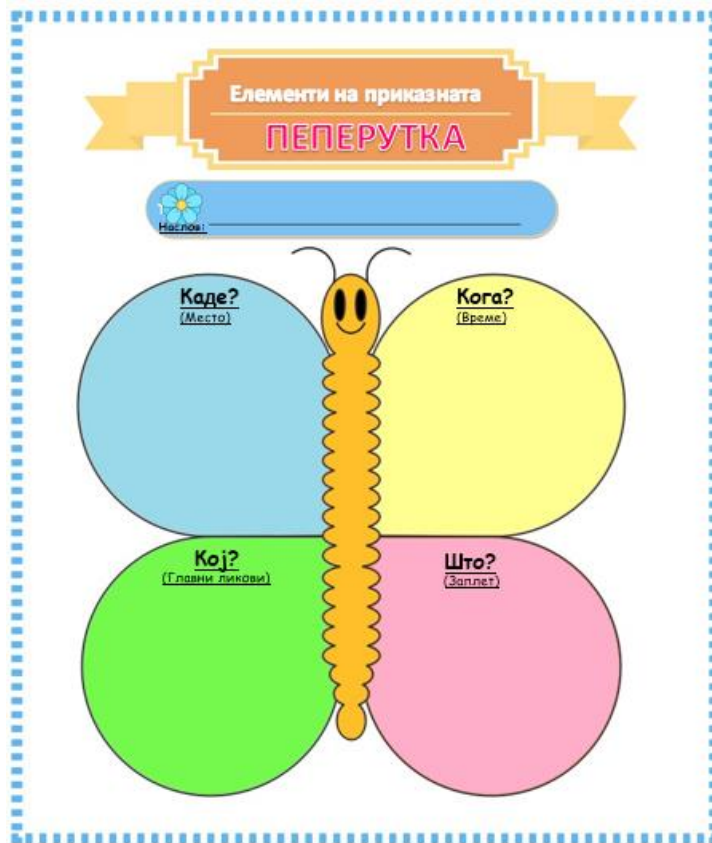 Елементи на приказната
ПЕПЕРУТКА
Наслов:
Каде?
(Место)
Кога?
(Време)
Кој?
(Главни ликови)
Што?
(Заплет)